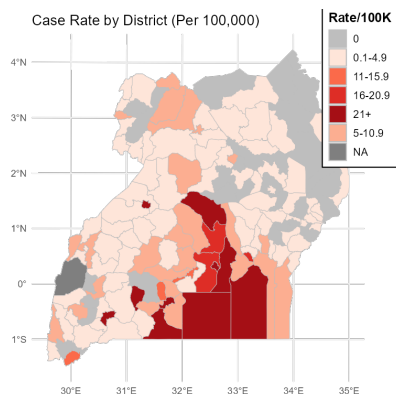 Case Rate by District (Per 100,000)
Rate/100K
0
0.1-4.9
11-15.9
16-20.9
21+
5-10.9
NA
4°N
3°N
2°N
1°N
0°
1°S
30°E
31°E
32°E
33°E
34°E
35°E